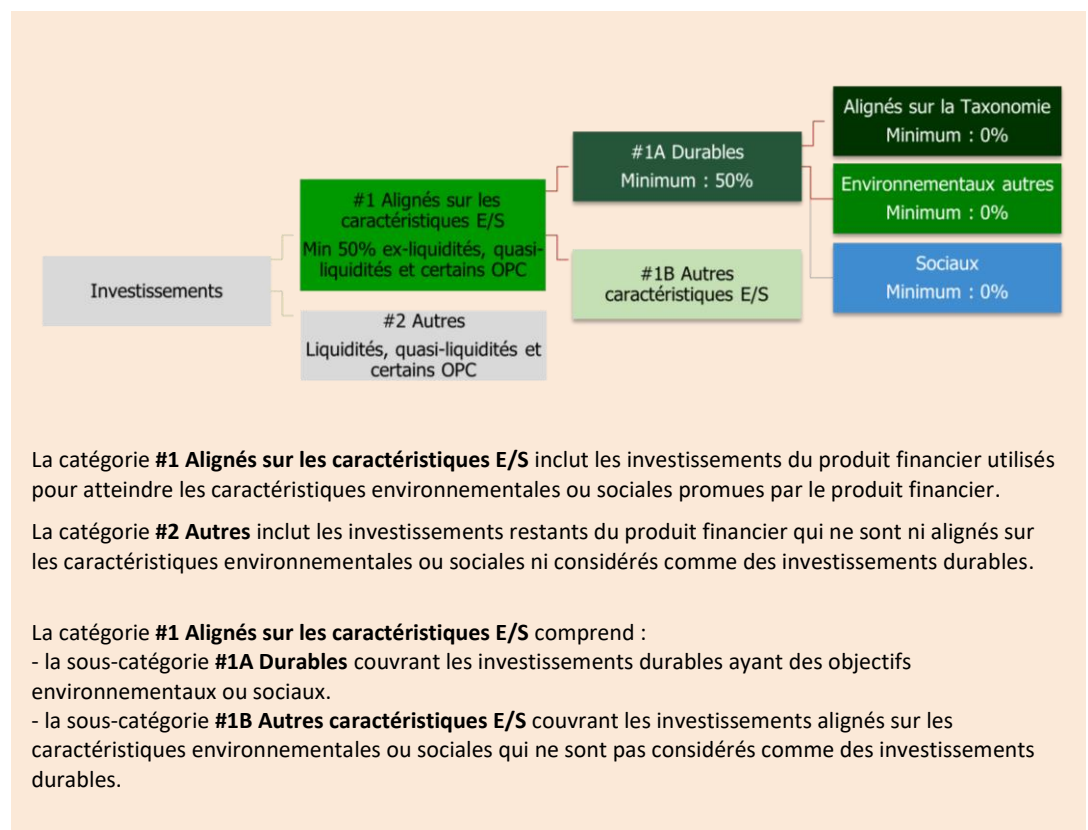 Alignés sur la Taxonomie
Minimum : 0%
#1A Durables
Minimum : 50%
Environnementaux autres
Minimum : 0%
#1 Alignés sur les
caractéristiques E/S
Min 50% ex-liquidités, quasi-
liquidités et certains OPC
Sociaux
Minimum : 0%
#1B Autres
caractéristiques E/S
Investissements
#2 Autres
Liquidités, quasi-liquidités et
certains OPC
La catégorie #1 Alignés sur les caractéristiques E/S inclut les investissements du produit financier utilisés
pour atteindre les caractéristiques environnementales ou sociales promues par le produit financier.
La catégorie #2 Autres inclut les investissements restants du produit financier qui ne sont ni alignés sur
les caractéristiques environnementales ou sociales ni considérés comme des investissements durables.
La catégorie #1 Alignés sur les caractéristiques E/S comprend :
- la sous-catégorie #1A Durables couvrant les investissements durables ayant des objectifs
environnementaux ou sociaux.
- la sous-catégorie #1B Autres caractéristiques E/S couvrant les investissements alignés sur les
caractéristiques environnementales ou sociales qui ne sont pas considérés comme des investissements
durables.